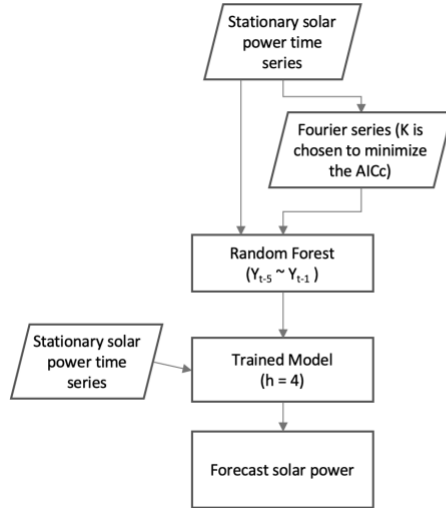 Stationary solar
power time
series
Fourier series (K is
chosen to minimize
the AICc)
Random Forest
(Yt-5 ~ Yt-1 )
Stationary solar
power time
series
Trained Model
(h = 4)
Forecast solar power